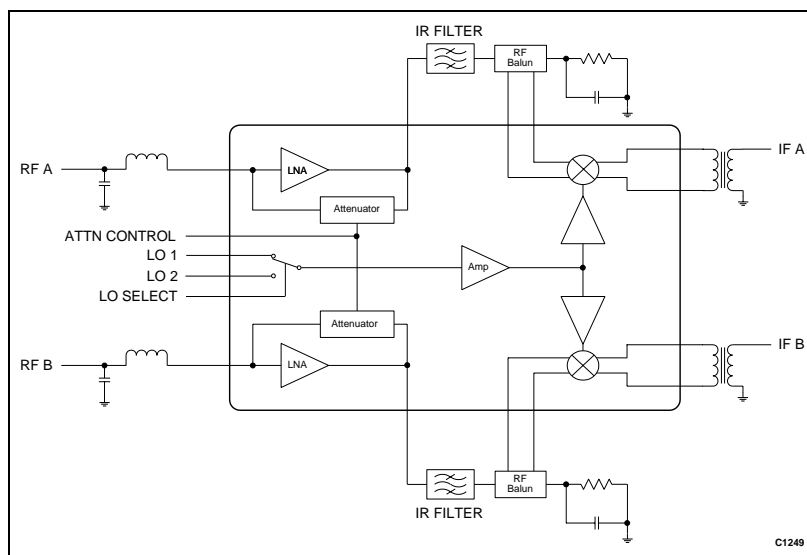 IR FILTER
RF
Balun
RF A
LNA
IF A
Attenuator
ATTN CONTROL
LO 1
LO 2
LO SELECT
Amp
Attenuator
RF B
LNA
IF B
RF
Balun
IR FILTER
C1249